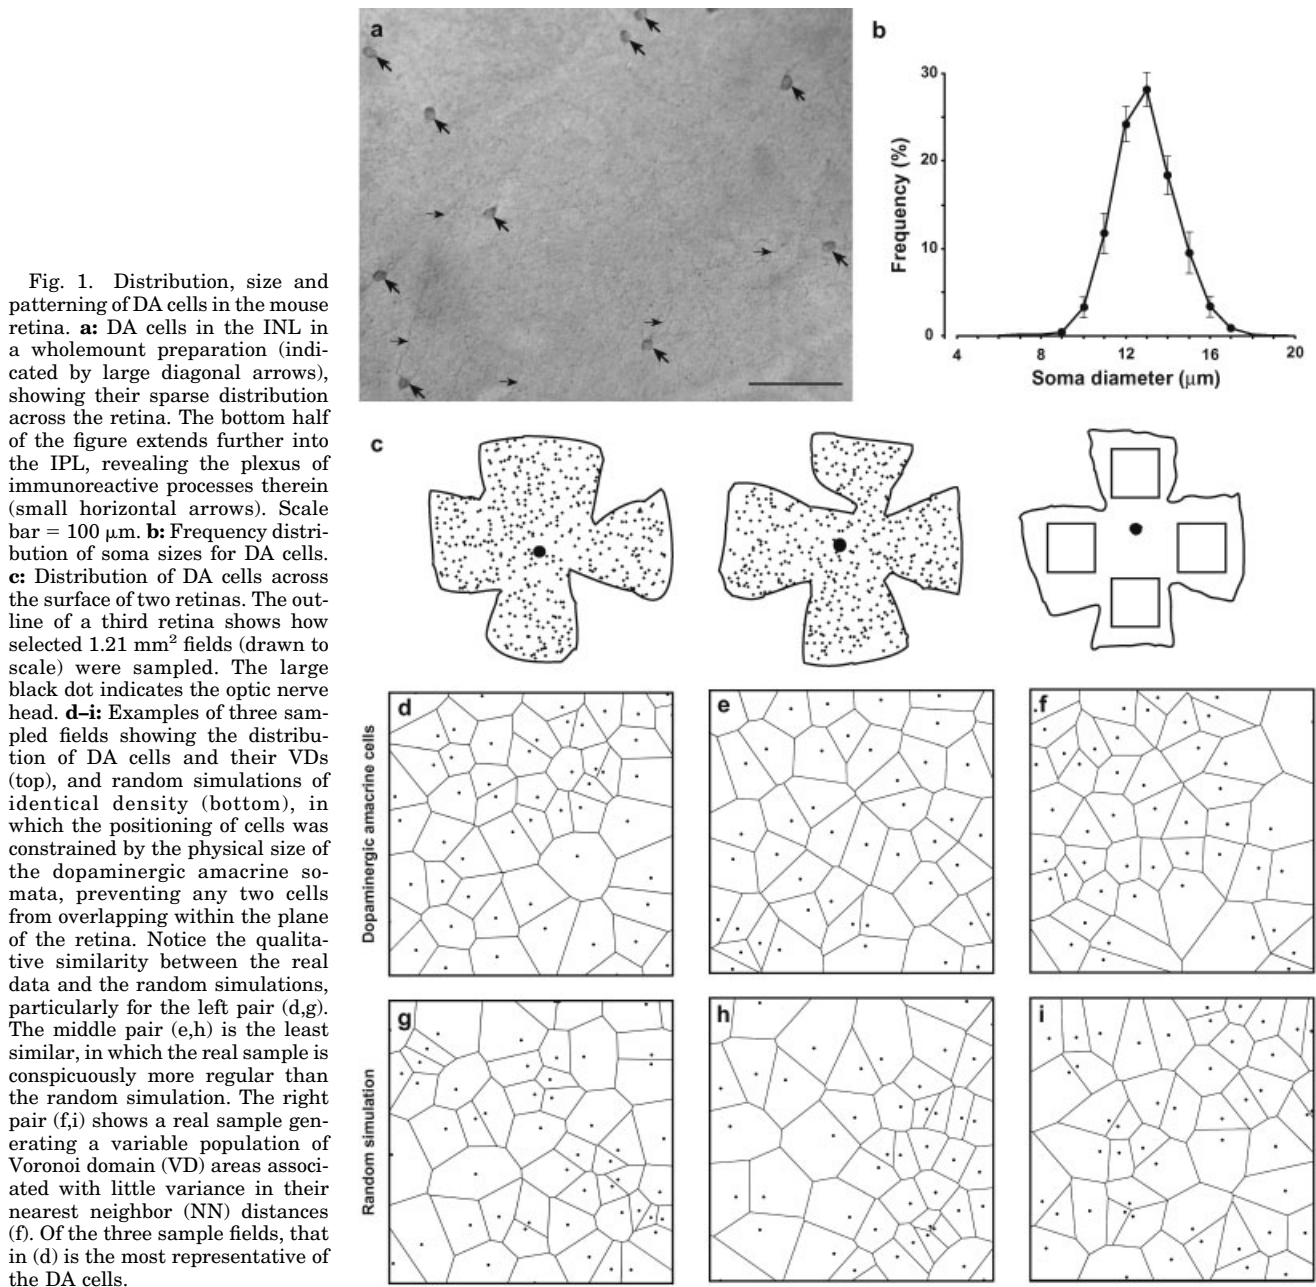 Fig. 1. Distribution, size and
patterning of DA cells in the mouse
retina. a: DA cells in the INL in
a wholemount preparation (indi-
cated by large diagonal arrows),
showing their sparse distribution
across the retina. The bottom half
of the figure extends further into
the IPL, revealing the plexus of
immunoreactive processes therein
(small horizontal arrows). Scale
bar = 100 μm. b: Frequency distri-
bution of soma sizes for DA cells.
c: Distribution of DA cells across
the surface of two retinas. The out-
line of a third retina shows how
selected 1.21 mm² fields (drawn to
scale) were sampled. The large
black dot indicates the optic nerve
head. d–i: Examples of three sam-
pled fields showing the distribu-
tion of DA cells and their VDs
(top), and random simulations of
identical density (bottom), in
which the positioning of cells was
constrained by the physical size of
the dopaminergic amacrine so-
mata, preventing any two cells
from overlapping within the plane
of the retina. Notice the qualita-
tive similarity between the real
data and the random simulations,
particularly for the left pair (d,g).
The middle pair (e,h) is the least
similar, in which the real sample is
conspicuously more regular than
the random simulation. The right
pair (f,i) shows a real sample gen-
erating a variable population of
Voronoi domain (VD) areas associ-
ated with little variance in their
nearest neighbor (NN) distances
(f). Of the three sample fields, that
in (d) is the most representative of
the DA cells.
a
b
30
20
10
0
Frequency (%)
4 8 12 16 20
Soma diameter (μm)
c
Dopaminergic amacrine cells
d
e
f
Random simulation
g
h
i